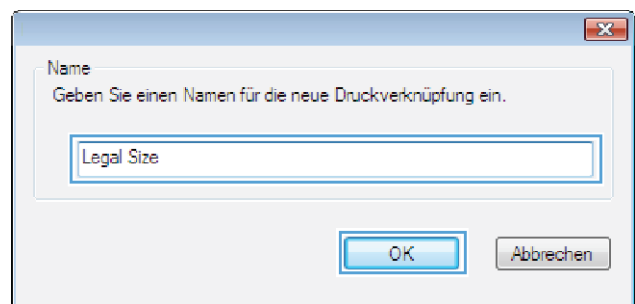 Name
Geben Sie einen Namen für die neue Druckverknüpfung ein.
Legal Size
OK
Abbrechen